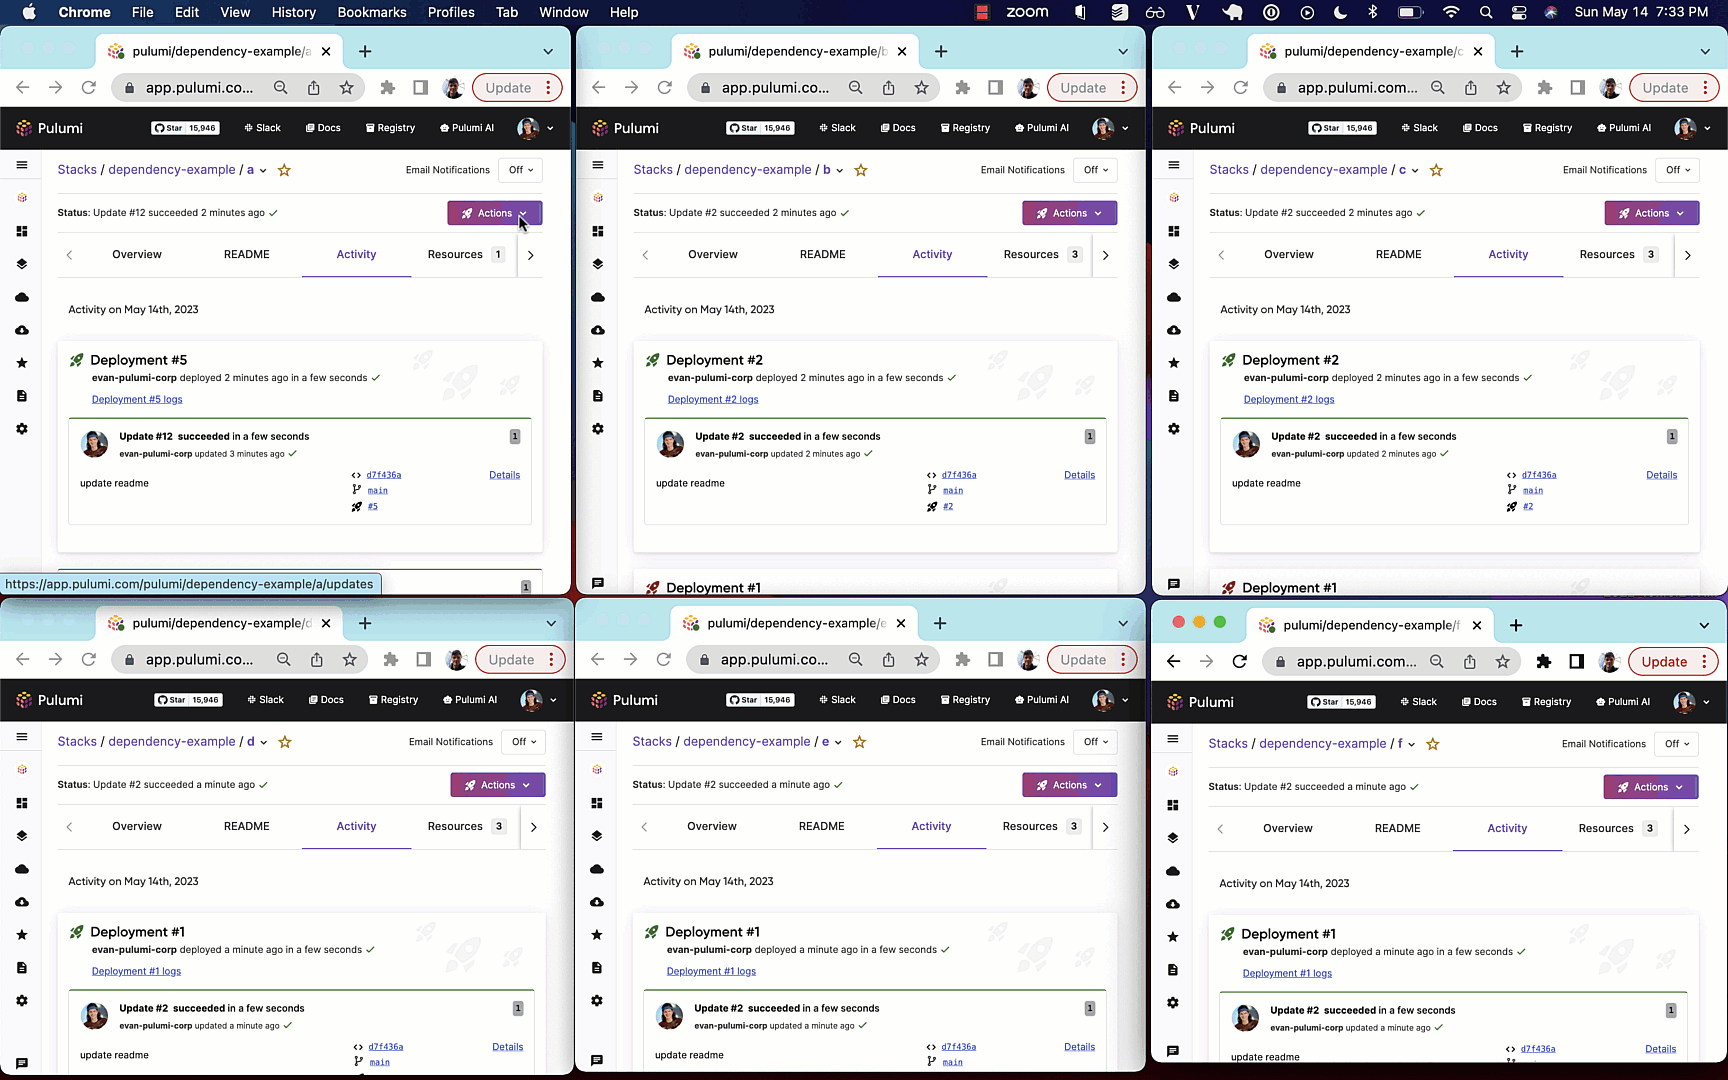 Chrome File Edit View History Bookmarks Profiles Tab Window Help zoom Sun May 14 7:33 PM
pulumi/dependency-example/a
app.pulumi.co... Update
Pulumi Star 15,946 Slack Docs Registry Pulumi AI
Stacks / dependency-example / a Email Notifications Off
Status: Update #12 succeeded 2 minutes ago Actions
Overview README Activity Resources 1
Activity on May 14th, 2023
Deployment #5
evan-pulumi-corp deployed 2 minutes ago in a few seconds
Deployment #5 logs
Update #12 succeeded in a few seconds 1
evan-pulumi-corp updated 3 minutes ago
d7f436a Details
update readme
main
#5
1
https://app.pulumi.com/pulumi/dependency-example/a/updates
pulumi/dependency-example/b
app.pulumi.co... Update
Pulumi Star 15,946 Slack Docs Registry Pulumi AI
Stacks / dependency-example / b Email Notifications Off
Status: Update #2 succeeded 2 minutes ago Actions
Overview README Activity Resources 3
Activity on May 14th, 2023
Deployment #2
evan-pulumi-corp deployed 2 minutes ago in a few seconds
Deployment #2 logs
Update #2 succeeded in a few seconds 1
evan-pulumi-corp updated 2 minutes ago
d7f436a Details
update readme
main
#2
Deployment #1
pulumi/dependency-example/c
app.pulumi.com... Update
Pulumi Star 15,946 Slack Docs Registry Pulumi AI
Stacks / dependency-example / c Email Notifications Off
Status: Update #2 succeeded 2 minutes ago Actions
Overview README Activity Resources 3
Activity on May 14th, 2023
Deployment #2
evan-pulumi-corp deployed 2 minutes ago in a few seconds
Deployment #2 logs
Update #2 succeeded in a few seconds 1
evan-pulumi-corp updated 2 minutes ago
d7f436a Details
update readme
main
#2
Deployment #1
pulumi/dependency-example/d
app.pulumi.co... Update
Pulumi Star 15,946 Slack Docs Registry Pulumi AI
Stacks / dependency-example / d Email Notifications Off
Status: Update #2 succeeded a minute ago Actions
Overview README Activity Resources 3
Activity on May 14th, 2023
Deployment #1
evan-pulumi-corp deployed a minute ago in a few seconds
Deployment #1 logs
Update #2 succeeded in a few seconds 1
evan-pulumi-corp updated a minute ago
d7f436a Details
update readme
main
pulumi/dependency-example/e
app.pulumi.co... Update
Pulumi Star 15,946 Slack Docs Registry Pulumi AI
Stacks / dependency-example / e Email Notifications Off
Status: Update #2 succeeded a minute ago Actions
Overview README Activity Resources 3
Activity on May 14th, 2023
Deployment #1
evan-pulumi-corp deployed a minute ago in a few seconds
Deployment #1 logs
Update #2 succeeded in a few seconds 1
evan-pulumi-corp updated a minute ago
d7f436a Details
update readme
main
pulumi/dependency-example/f
app.pulumi.com... Update
Pulumi Star 15,946 Slack Docs Registry Pulumi AI
Stacks / dependency-example / f Email Notifications Off
Status: Update #2 succeeded a minute ago Actions
Overview README Activity Resources 3
Activity on May 14th, 2023
Deployment #1
evan-pulumi-corp deployed a minute ago in a few seconds
Deployment #1 logs
Update #2 succeeded in a few seconds 1
evan-pulumi-corp updated a minute ago
d7f436a Details
update readme